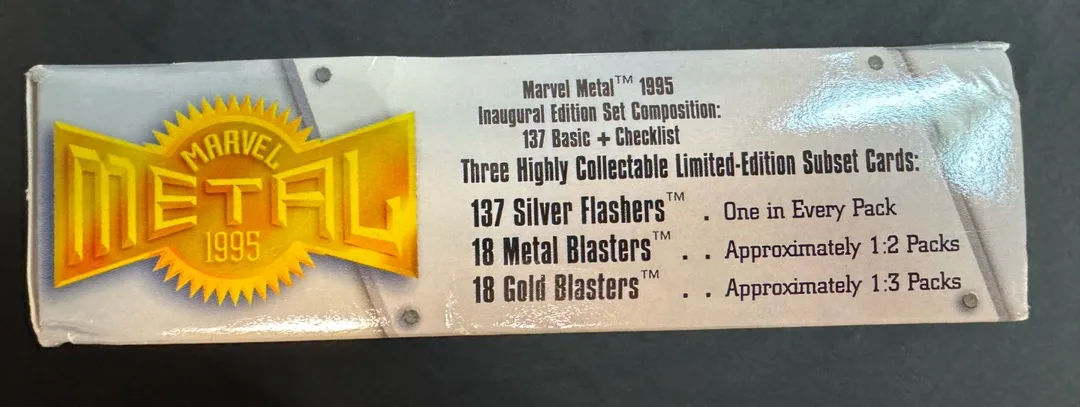 MARVEL
METAL
1995
Marvel Metal™ 1995
Inaugural Edition Set Composition:
137 Basic + Checklist
Three Highly Collectable Limited-Edition Subset Cards:
137 Silver Flashers™ . One in Every Pack
18 Metal Blasters™ . . Approximately 1:2 Packs
18 Gold Blasters™ . . Approximately 1:3 Packs